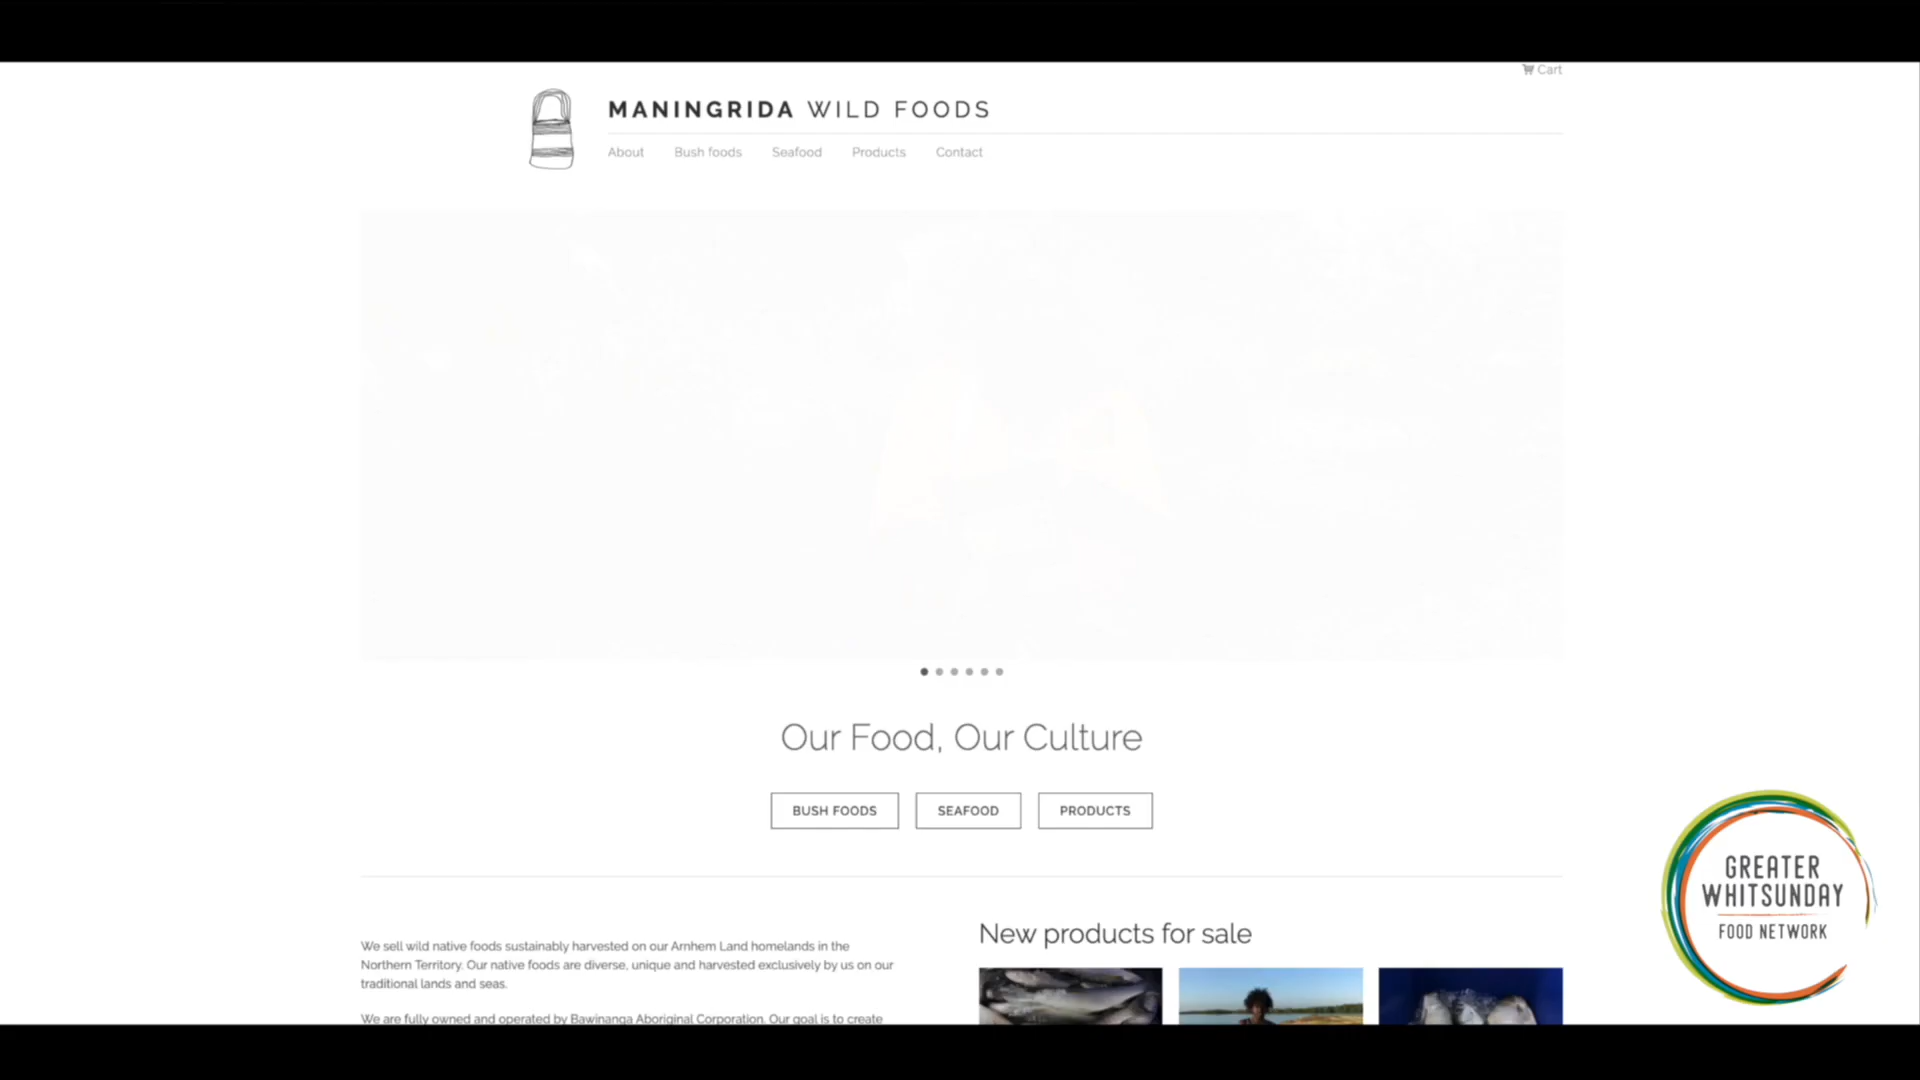 Cart
MANINGRIDA WILD FOODS
About Bush foods Seafood Products Contact
Our Food, Our Culture
BUSH FOODS SEAFOOD PRODUCTS
We sell wild native foods sustainably harvested on our Arnhem Land homelands in the
Northern Territory. Our native foods are diverse, unique and harvested exclusively by us on our
traditional lands and seas.
We are fully owned and operated by Bawinanga Aboriginal Corporation. Our goal is to create
New products for sale
GREATER
WHITSUNDAY
FOOD NETWORK